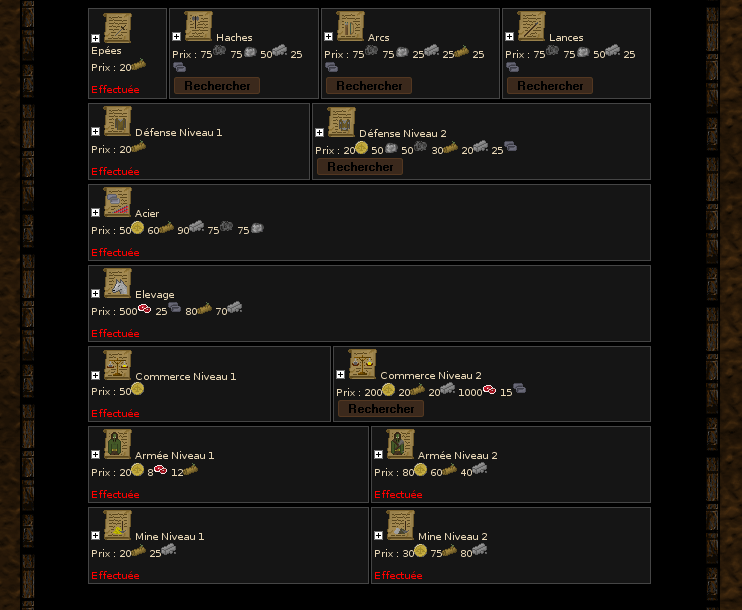 Epées
Prix : 20
Effectuée
Haches
Prix : 75 75 50 25
Rechercher
Arcs
Prix : 75 75 25 25 25
Rechercher
Lances
Prix : 75 75 50 25
Rechercher
Défense Niveau 1
Prix : 20
Effectuée
Défense Niveau 2
Prix : 20 50 50 30 20 25
Rechercher
Acier
Prix : 50 60 90 75 75
Effectuée
Elevage
Prix : 500 25 80 70
Effectuée
Commerce Niveau 1
Prix : 50
Effectuée
Commerce Niveau 2
Prix : 200 20 20 1000 15
Rechercher
Armée Niveau 1
Prix : 20 8 12
Effectuée
Armée Niveau 2
Prix : 80 60 40
Effectuée
Mine Niveau 1
Prix : 20 25
Effectuée
Mine Niveau 2
Prix : 30 75 80
Effectuée